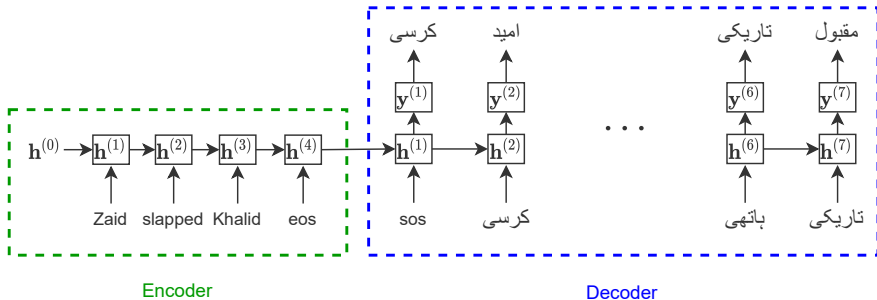 کرسی امید تاریکی مقبول
y(1) y(2) y(6) y(7)
h(0) h(1) h(2) h(3) h(4) h(1) h(2) ... h(6) h(7)
Zaid slapped Khalid eos sos کرسی ہاتھی تاریکی
Encoder Decoder